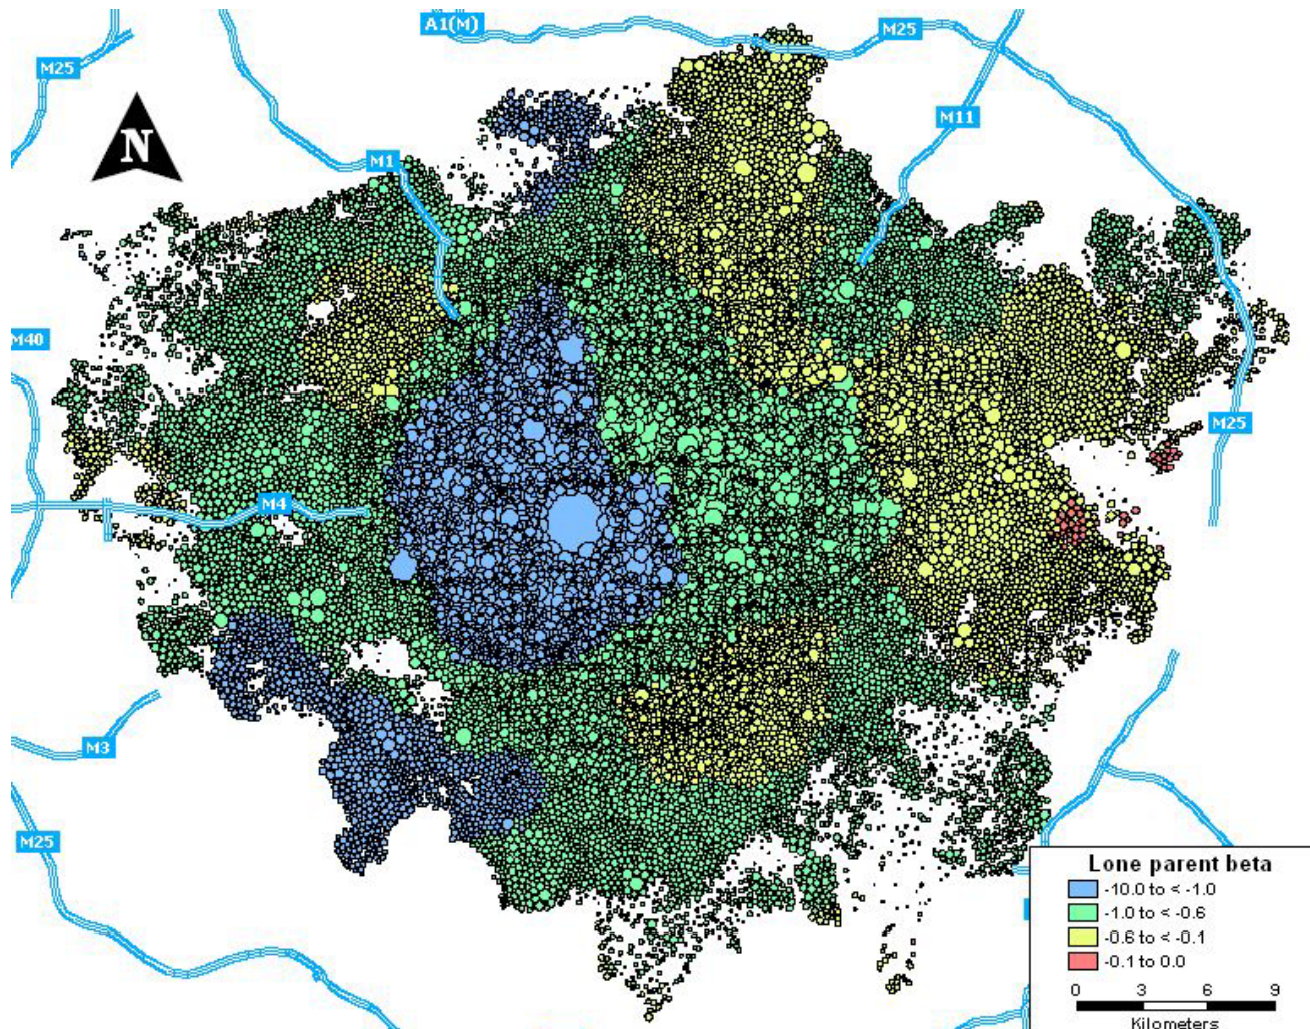 A1(M)
M25
M25
M11
N
M1
M40
M25
M4
M3
M25
Lone parent beta
-10.0 to < -1.0
-1.0 to < -0.6
-0.6 to < -0.1
-0.1 to 0.0
0 3 6 9
Kilometers